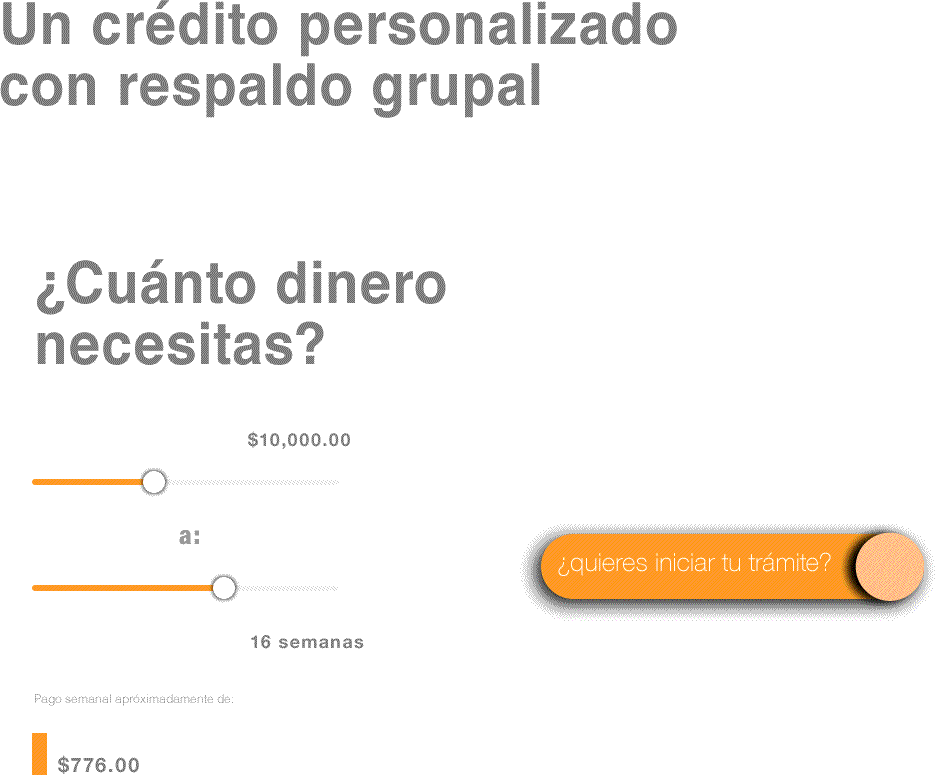 Un crédito personalizado
con respaldo grupal
¿Cuánto dinero
necesitas?
$10,000.00
a:
¿quieres iniciar tu trámite?
16 semanas
Pago semanal apróximadamente de:
$776.00